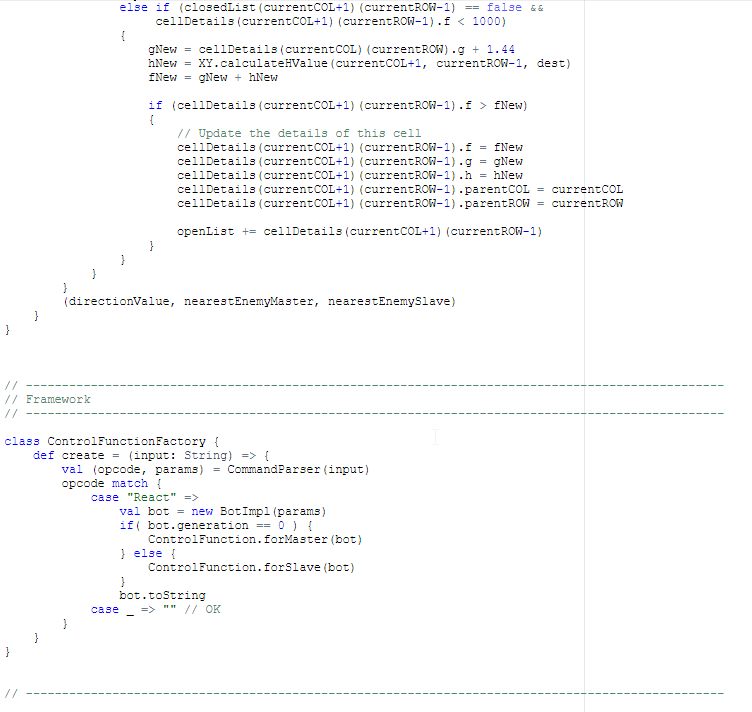 else if (closedList(currentCOL+1)(currentROW-1) == false &&
cellDetails(currentCOL+1)(currentROW-1).f < 1000)
{
gNew = cellDetails(currentCOL)(currentROW).g + 1.44
hNew = XY.calculateHValue(currentCOL+1, currentROW-1, dest)
fNew = gNew + hNew
if (cellDetails(currentCOL+1)(currentROW-1).f > fNew)
{
// Update the details of this cell
cellDetails(currentCOL+1)(currentROW-1).f = fNew
cellDetails(currentCOL+1)(currentROW-1).g = gNew
cellDetails(currentCOL+1)(currentROW-1).h = hNew
cellDetails(currentCOL+1)(currentROW-1).parentCOL = currentCOL
cellDetails(currentCOL+1)(currentROW-1).parentROW = currentROW
openList += cellDetails(currentCOL+1)(currentROW-1)
}
}
}
}
(directionValue, nearestEnemyMaster, nearestEnemySlave)
}
}
// -------------------------------------------------------------------------------------------------
// Framework
// -------------------------------------------------------------------------------------------------
class ControlFunctionFactory {
def create = (input: String) => {
val (opcode, params) = CommandParser(input)
opcode match {
case "React" =>
val bot = new BotImpl(params)
if( bot.generation == 0 ) {
ControlFunction.forMaster(bot)
} else {
ControlFunction.forSlave(bot)
}
bot.toString
case _ => "" // OK
}
}
}
// -------------------------------------------------------------------------------------------------